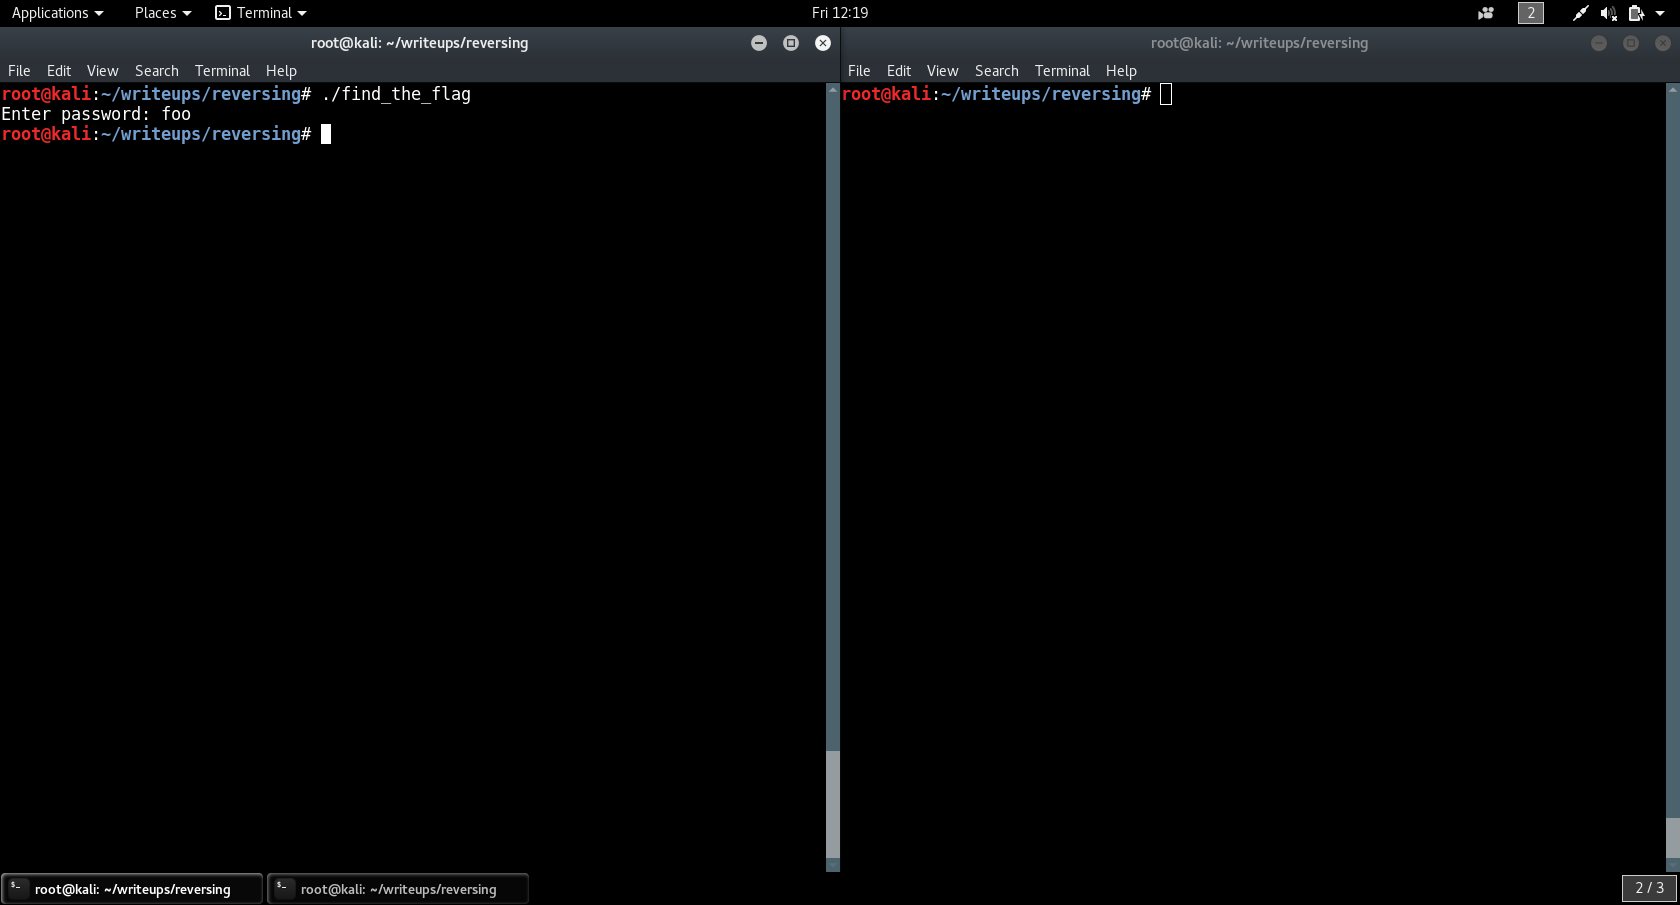 Applications Places Terminal Fri 12:19 2
root@kali: ~/writeups/reversing
File Edit View Search Terminal Help
root@kali:~/writeups/reversing# ./find_the_flag
Enter password: foo
root@kali:~/writeups/reversing#
root@kali: ~/writeups/reversing
File Edit View Search Terminal Help
root@kali:~/writeups/reversing#
$_ root@kali: ~/writeups/reversing $_ root@kali: ~/writeups/reversing 2 / 3